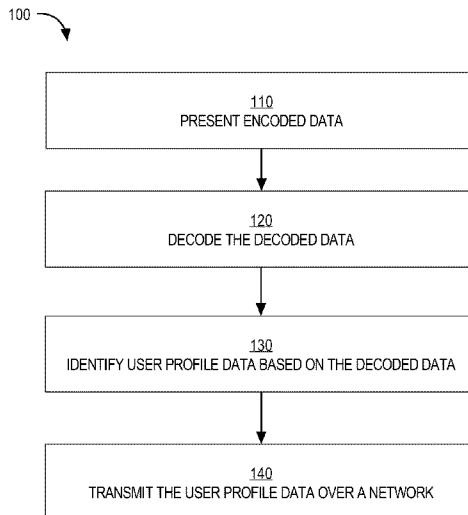 100
110
PRESENT ENCODED DATA
120
DECODE THE DECODED DATA
130
IDENTIFY USER PROFILE DATA BASED ON THE DECODED DATA
140
TRANSMIT THE USER PROFILE DATA OVER A NETWORK